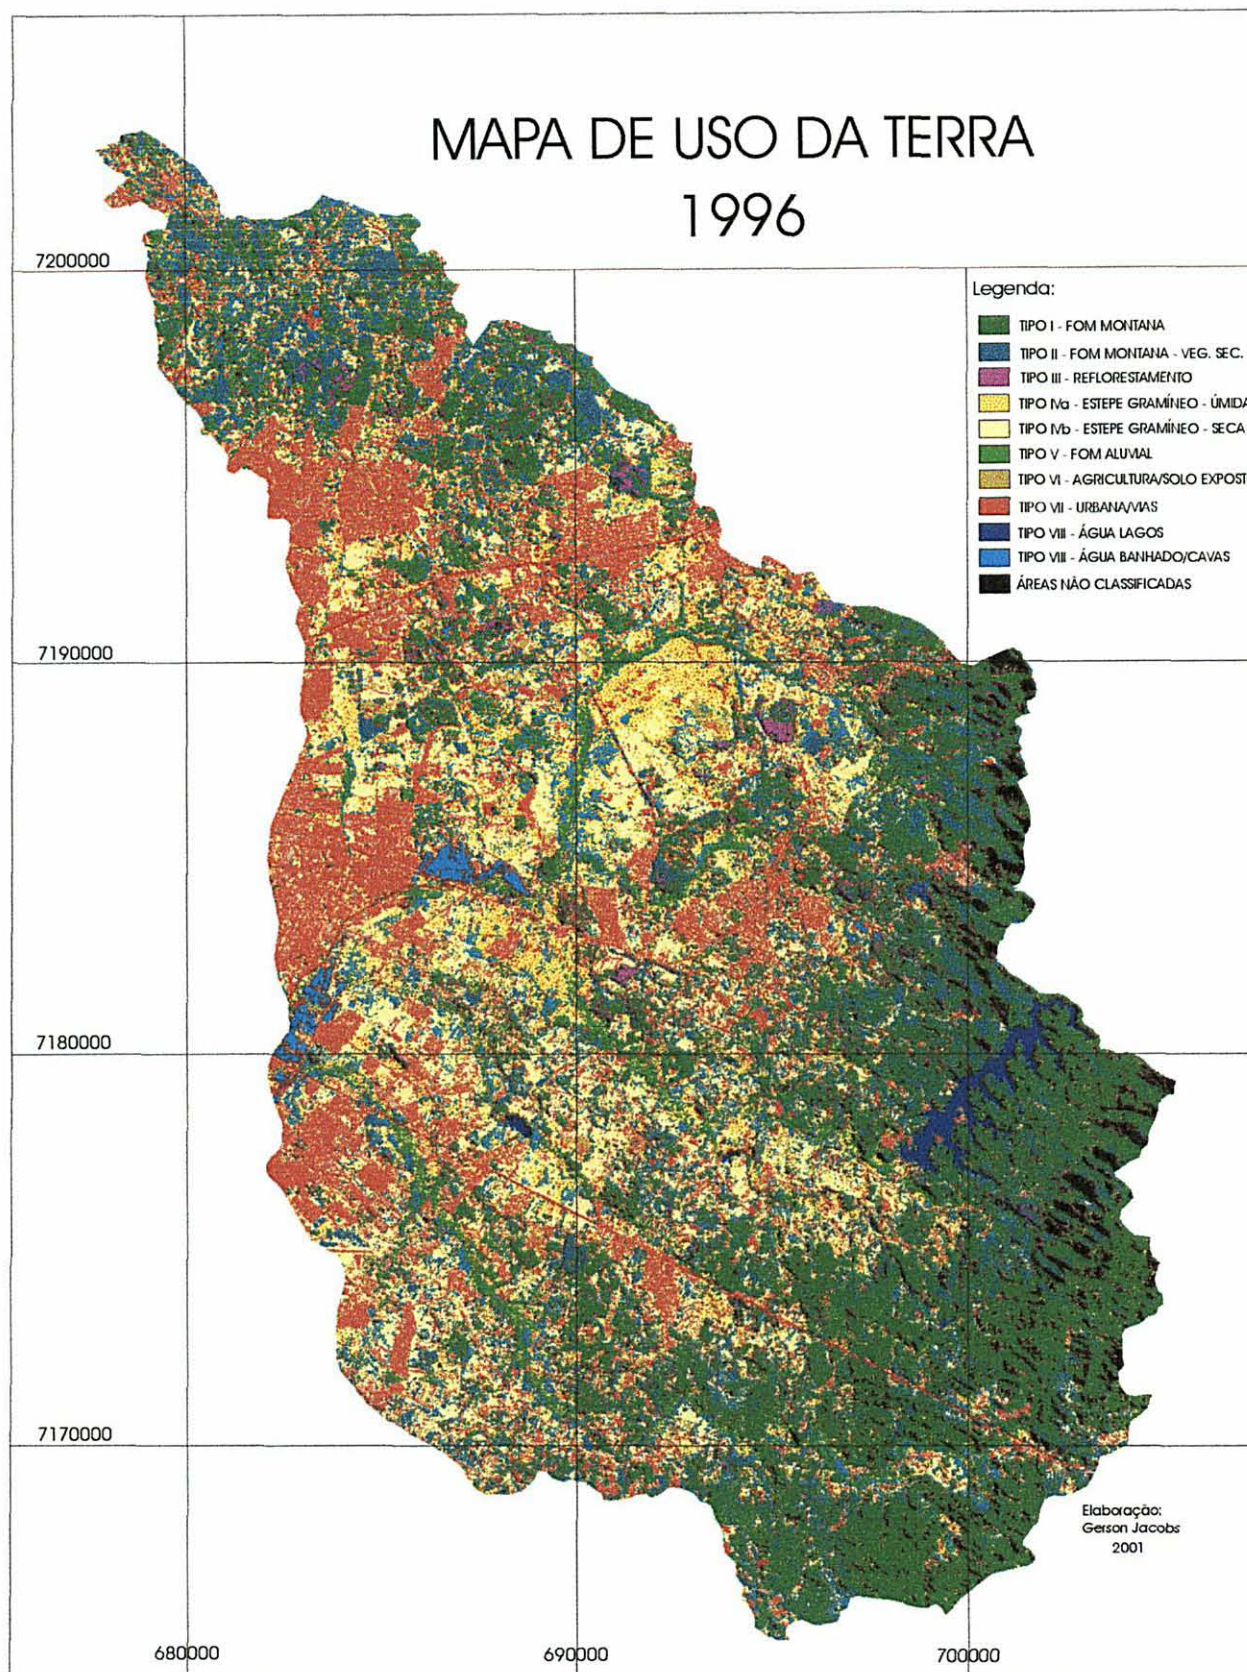 MAPA DE USO DA TERRA
1996
7200000
Legenda:
TIPO I - FOM MONTANA
TIPO II - FOM MONTANA - VEG. SEC.
TIPO III - REFLORESTAMENTO
TIPO IVa - ESTEPE GRAMÍNEO - ÚMIDA
TIPO IVb - ESTEPE GRAMÍNEO - SECA
TIPO V - FOM ALUVIAL
TIPO VI - AGRICULTURA/SOLO EXPOST
TIPO VII - URBANA/VIAS
TIPO VIII - ÁGUA LAGOS
TIPO VIII - ÁGUA BANHADO/CAVAS
ÁREAS NÃO CLASSIFICADAS
7190000
7180000
7170000
Elaboração:
Gerson Jacobs
2001
680000 690000 700000